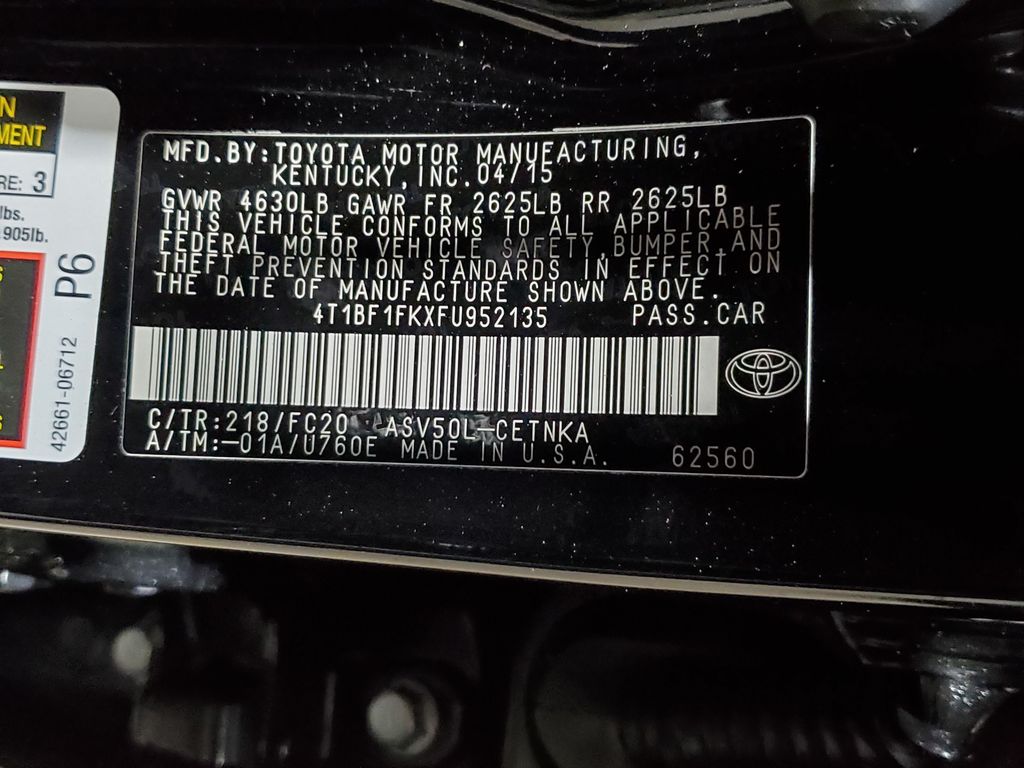 N
MENT
RE: 3
lbs.
905lb.
P6
42661-06712
MFD.BY:TOYOTA MOTOR MANUFACTURING,
KENTUCKY,INC.04/15
GVWR 4630LB GAWR FR 2625LB RR 2625LB
THIS VEHICLE CONFORMS TO ALL APPLICABLE
FEDERAL MOTOR VEHICLE SAFETY,BUMPER,AND
THEFT PREVENTION STANDARDS IN EFFECT ON
THE DATE OF MANUFACTURE SHOWN ABOVE.
4T1BF1FKXFU952135 PASS.CAR
C/TR:218/FC20 ASV50L-CETNKA
A/TM:-01A/U760E MADE IN U.S.A. 62560